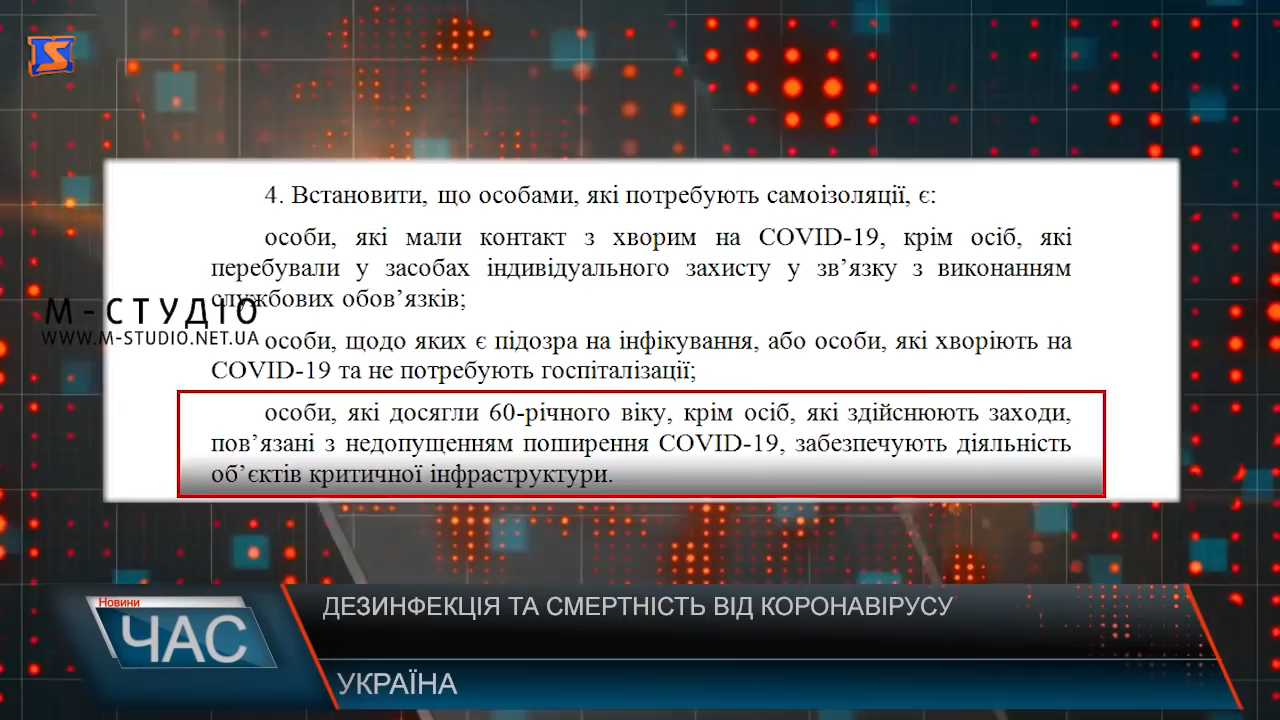 4. Встановити, що особами, які потребують самоізоляції, є:
особи, які мали контакт з хворим на COVID-19, крім осіб, які
перебували у засобах індивідуального захисту у зв’язку з виконанням
службових обов’язків;
М-СТУДІО
WWW.M-STUDIO.NET.UA
особи, щодо яких є підозра на інфікування, або особи, які хворіють на
COVID-19 та не потребують госпіталізації;
особи, які досягли 60-річного віку, крім осіб, які здійснюють заходи,
пов’язані з недопущенням поширення COVID-19, забезпечують діяльність
об’єктів критичної інфраструктури.
Новини
ЧАС
ДЕЗИНФЕКЦІЯ ТА СМЕРТНІСТЬ ВІД КОРОНАВІРУСУ
УКРАЇНА